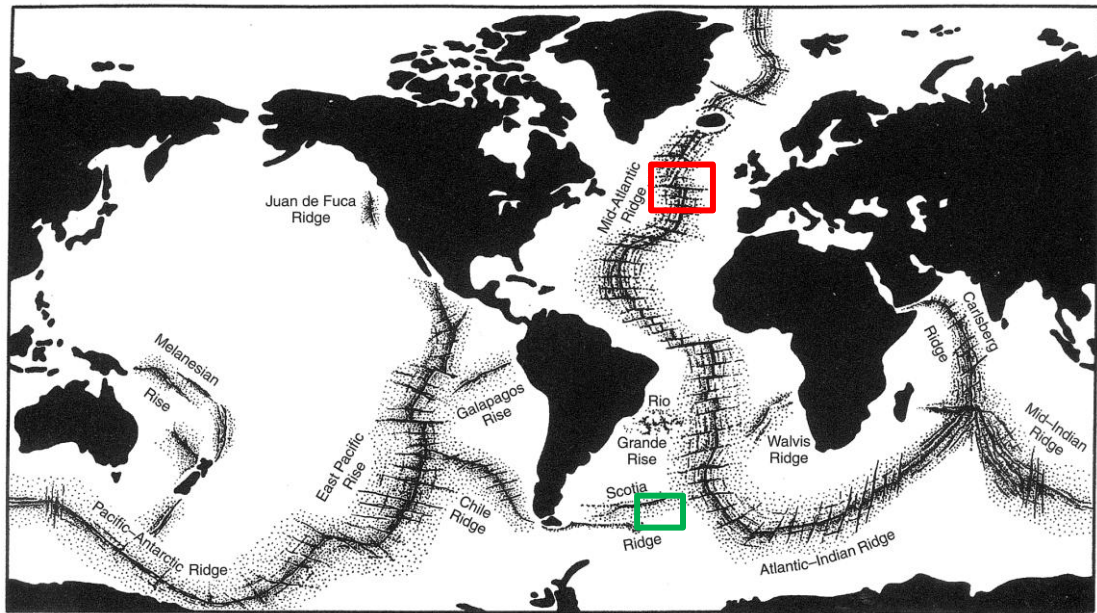 Juan de Fuca
Ridge
Mid-Atlantic
Ridge
Melanesian
Rise
Galapagos
Rise
East Pacific
Rise
Chile
Ridge
Pacific–Antarctic Ridge
Rio
Grande
Rise
Walvis
Ridge
Scotia
Ridge
Carlsberg
Ridge
Mid-Indian
Ridge
Atlantic–Indian Ridge